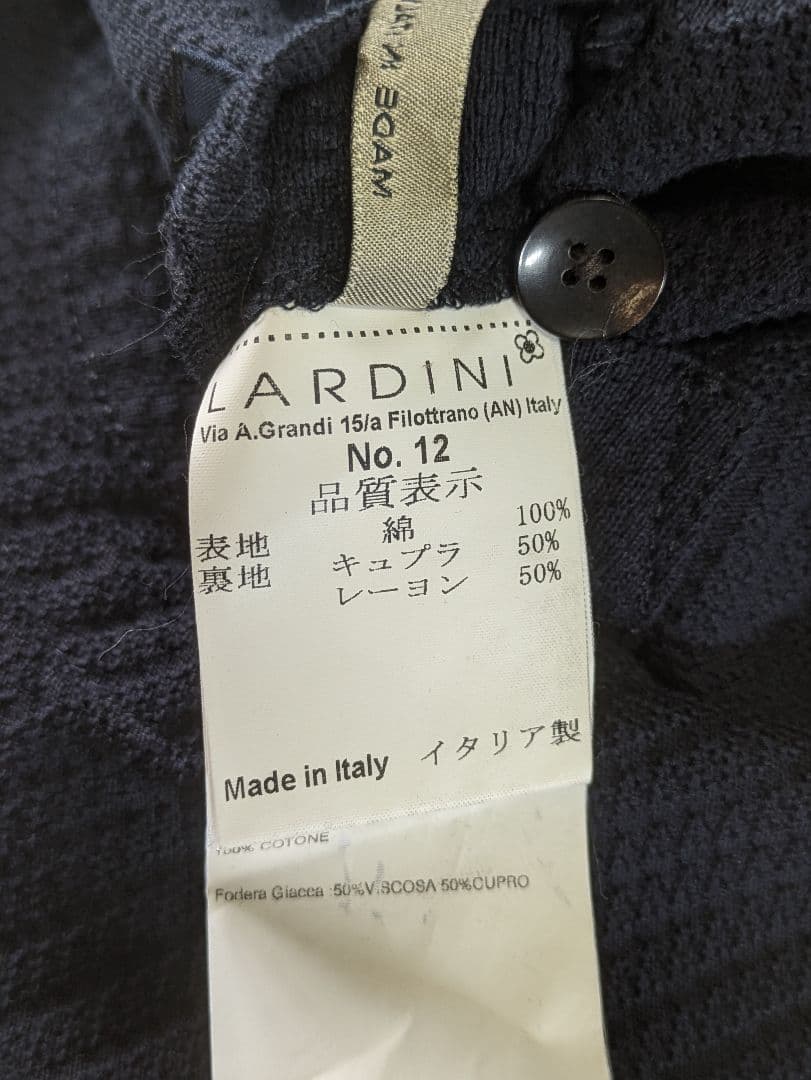 MADE IN
LARDINI
Via A.Grandi 15/a Filottrano (AN) Italy
No. 12
品質表示
表地 綿 100%
裏地 キュプラ 50%
レーヨン 50%
Made in Italy イタリア製
100% COTONE
Fodera Giacca :50%VISCOSA 50%CUPRO